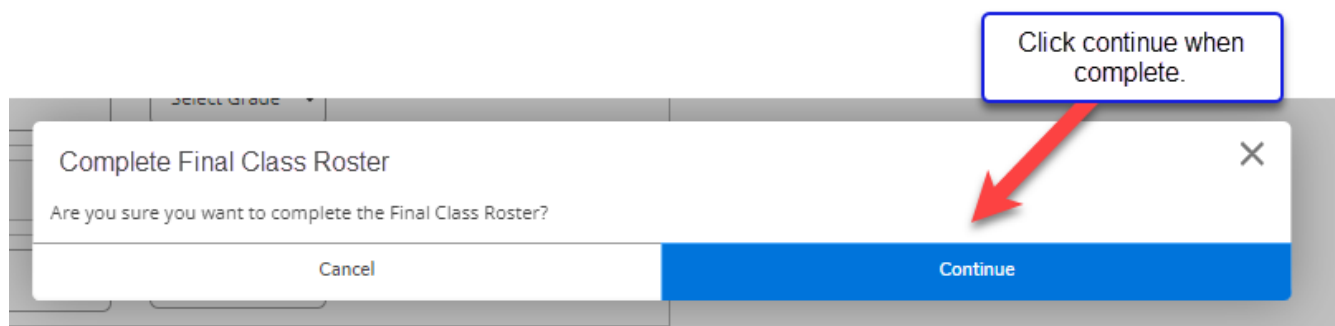 Click continue when
complete.
Select Grade
Complete Final Class Roster
Are you sure you want to complete the Final Class Roster?
Cancel
Continue